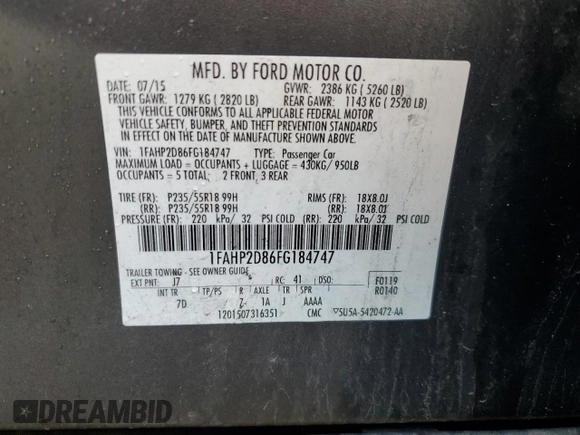 MFD. BY FORD MOTOR CO.
DATE: 07/15 GVWR: 2386 KG ( 5260 LB)
FRONT GAWR: 1279 KG ( 2820 LB) REAR GAWR: 1143 KG ( 2520 LB)
THIS VEHICLE CONFORMS TO ALL APPLICABLE FEDERAL MOTOR
VEHICLE SAFETY, BUMPER, AND THEFT PREVENTION STANDARDS
IN EFFECT ON THE DATE OF MANUFACTURE SHOWN ABOVE.
VIN: 1FAHP2D86FG184747 TYPE: Passenger Car
MAXIMUM LOAD = OCCUPANTS + LUGGAGE = 430KG/ 950LB
OCCUPANTS = 5 TOTAL; 2 FRONT, 3 REAR
TIRE (FR): P235/55R18 99H RIMS (FR): 18X8.0J
(RR): P235/55R18 99H (RR): 18X8.0J
PRESSURE (FR): 220 kPa/ 32 PSI COLD (RR): 220 kPa/ 32 PSI COLD
1FAHP2D86FG184747
TRAILER TOWING - SEE OWNER GUIDE.
EXT PNT: J7 RC: 41 DSO: F0119
INT TR TP/PS R AXLE TR SPR R0140
7D Z 1A J AAAA
1201507316351 CMC ▽5U5A-5420472-AA
DREAMBID